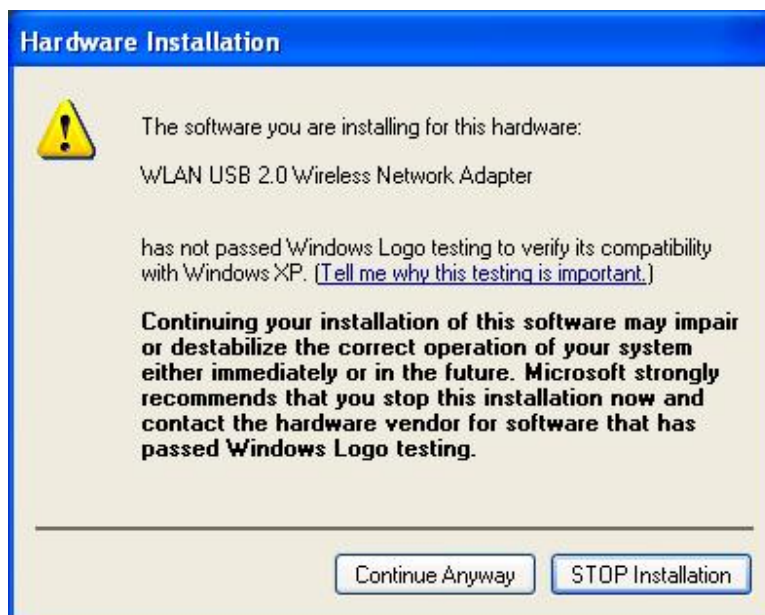 Hardware Installation
The software you are installing for this hardware:
WLAN USB 2.0 Wireless Network Adapter
has not passed Windows Logo testing to verify its compatibility
with Windows XP. (Tell me why this testing is important.)
Continuing your installation of this software may impair
or destabilize the correct operation of your system
either immediately or in the future. Microsoft strongly
recommends that you stop this installation now and
contact the hardware vendor for software that has
passed Windows Logo testing.
Continue Anyway
STOP Installation